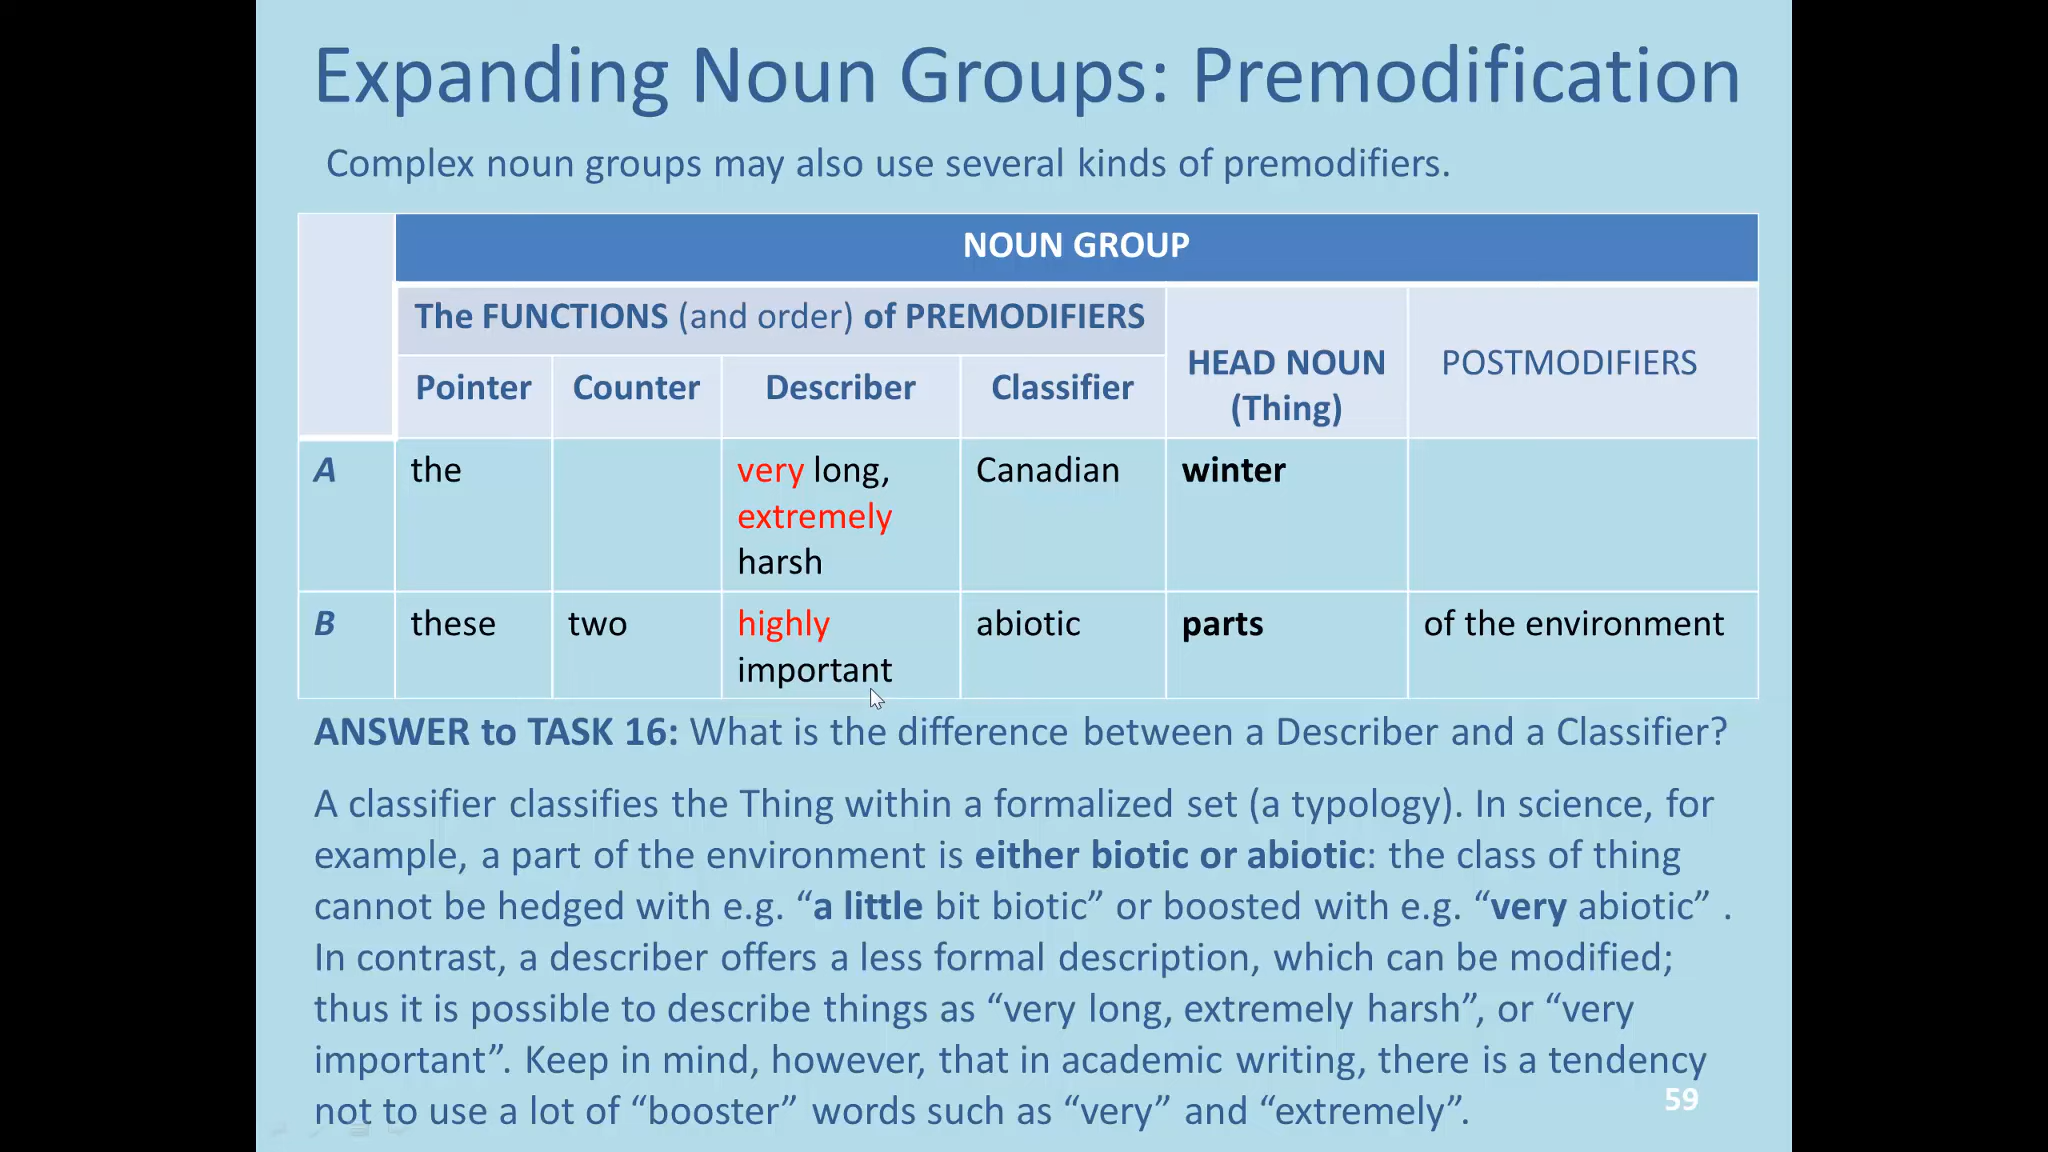 Expanding Noun Groups: Premodification
Complex noun groups may also use several kinds of premodifiers.
NOUN GROUP
The FUNCTIONS (and order) of PREMODIFIERS
HEAD NOUN
(Thing)
POSTMODIFIERS
Pointer Counter Describer Classifier
A the very long,
extremely
harsh Canadian winter
B these two highly
important abiotic parts of the environment
ANSWER to TASK 16: What is the difference between a Describer and a Classifier?
A classifier classifies the Thing within a formalized set (a typology). In science, for
example, a part of the environment is either biotic or abiotic: the class of thing
cannot be hedged with e.g. “a little bit biotic” or boosted with e.g. “very abiotic” .
In contrast, a describer offers a less formal description, which can be modified;
thus it is possible to describe things as “very long, extremely harsh”, or “very
important”. Keep in mind, however, that in academic writing, there is a tendency
not to use a lot of “booster” words such as “very” and “extremely”.
59